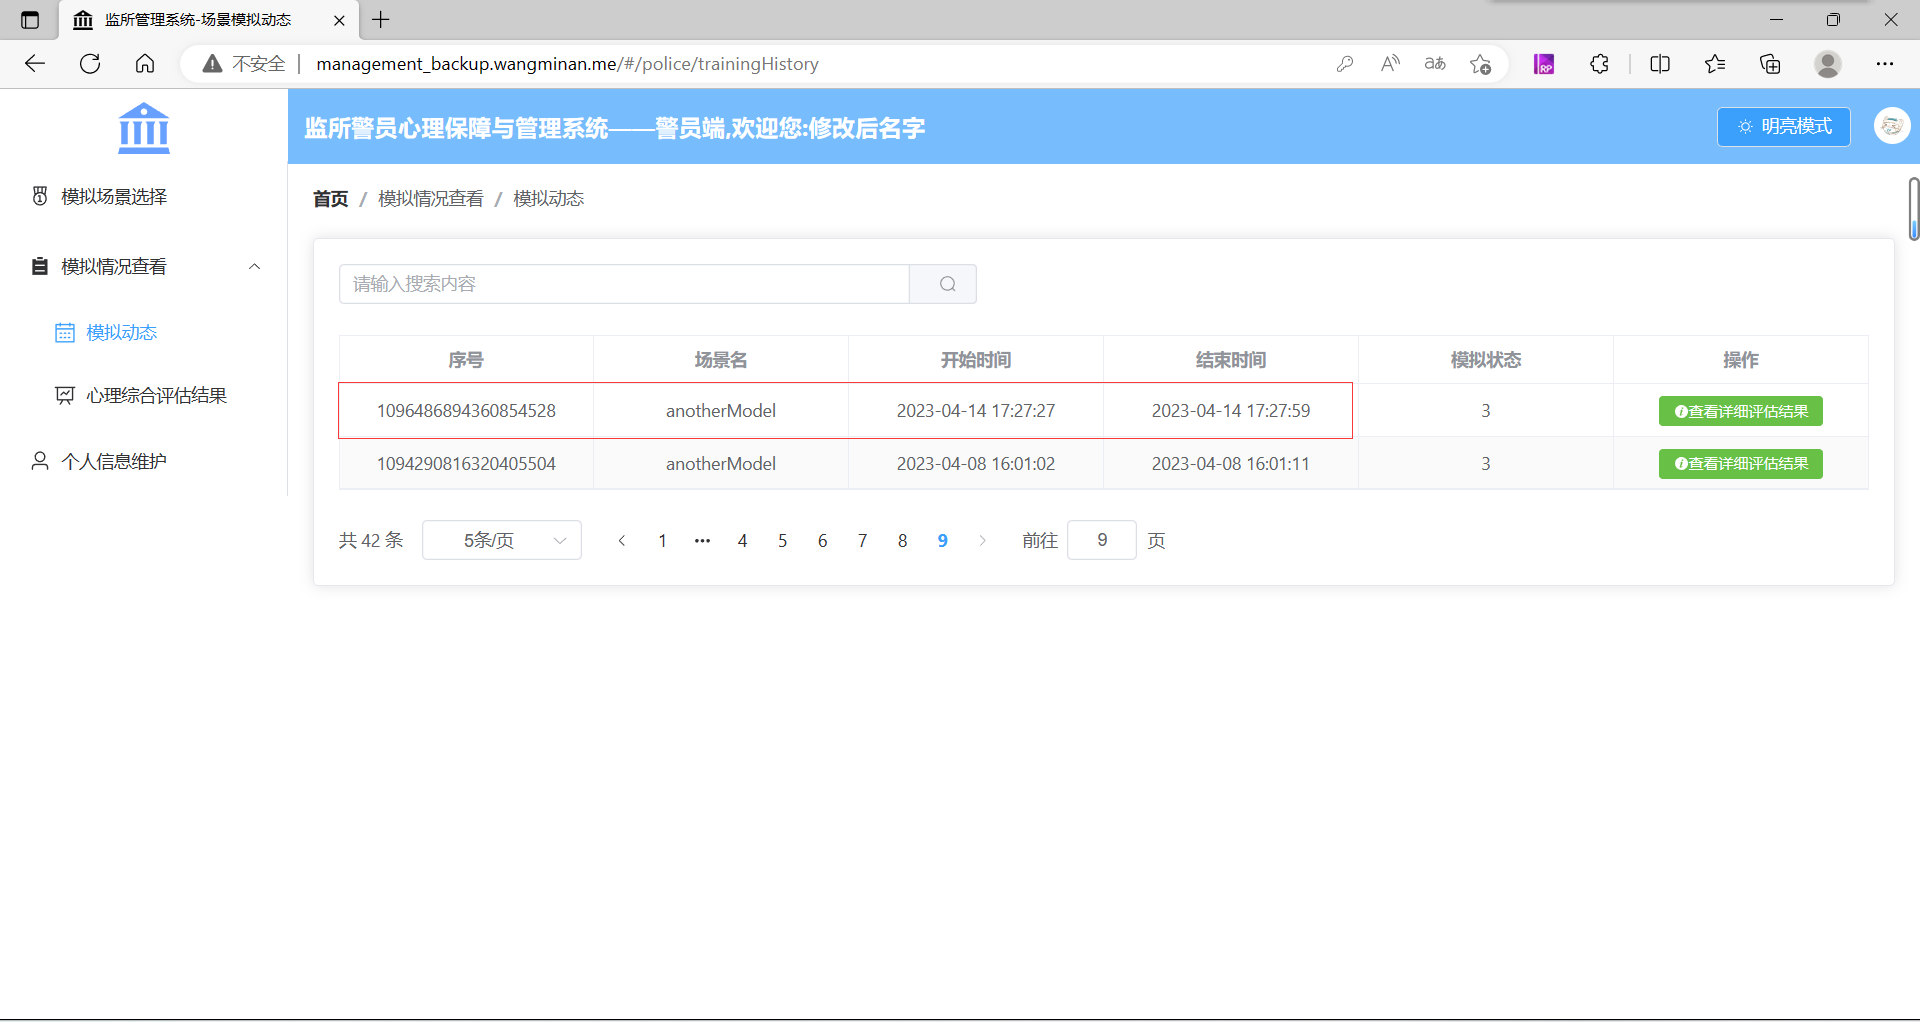 监所管理系统-场景模拟动态
不安全 management_backup.wangminan.me/#/police/trainingHistory
监所警员心理保障与管理系统——警员端,欢迎您:修改后名字
明亮模式
模拟场景选择
模拟情况查看
模拟动态
心理综合评估结果
个人信息维护
首页 / 模拟情况查看 / 模拟动态
请输入搜索内容
序号 场景名 开始时间 结束时间 模拟状态 操作
1096486894360854528 anotherModel 2023-04-14 17:27:27 2023-04-14 17:27:59 3 查看详细评估结果
1094290816320405504 anotherModel 2023-04-08 16:01:02 2023-04-08 16:01:11 3 查看详细评估结果
共 42 条 5条/页 1 ••• 4 5 6 7 8 9 前往 9 页